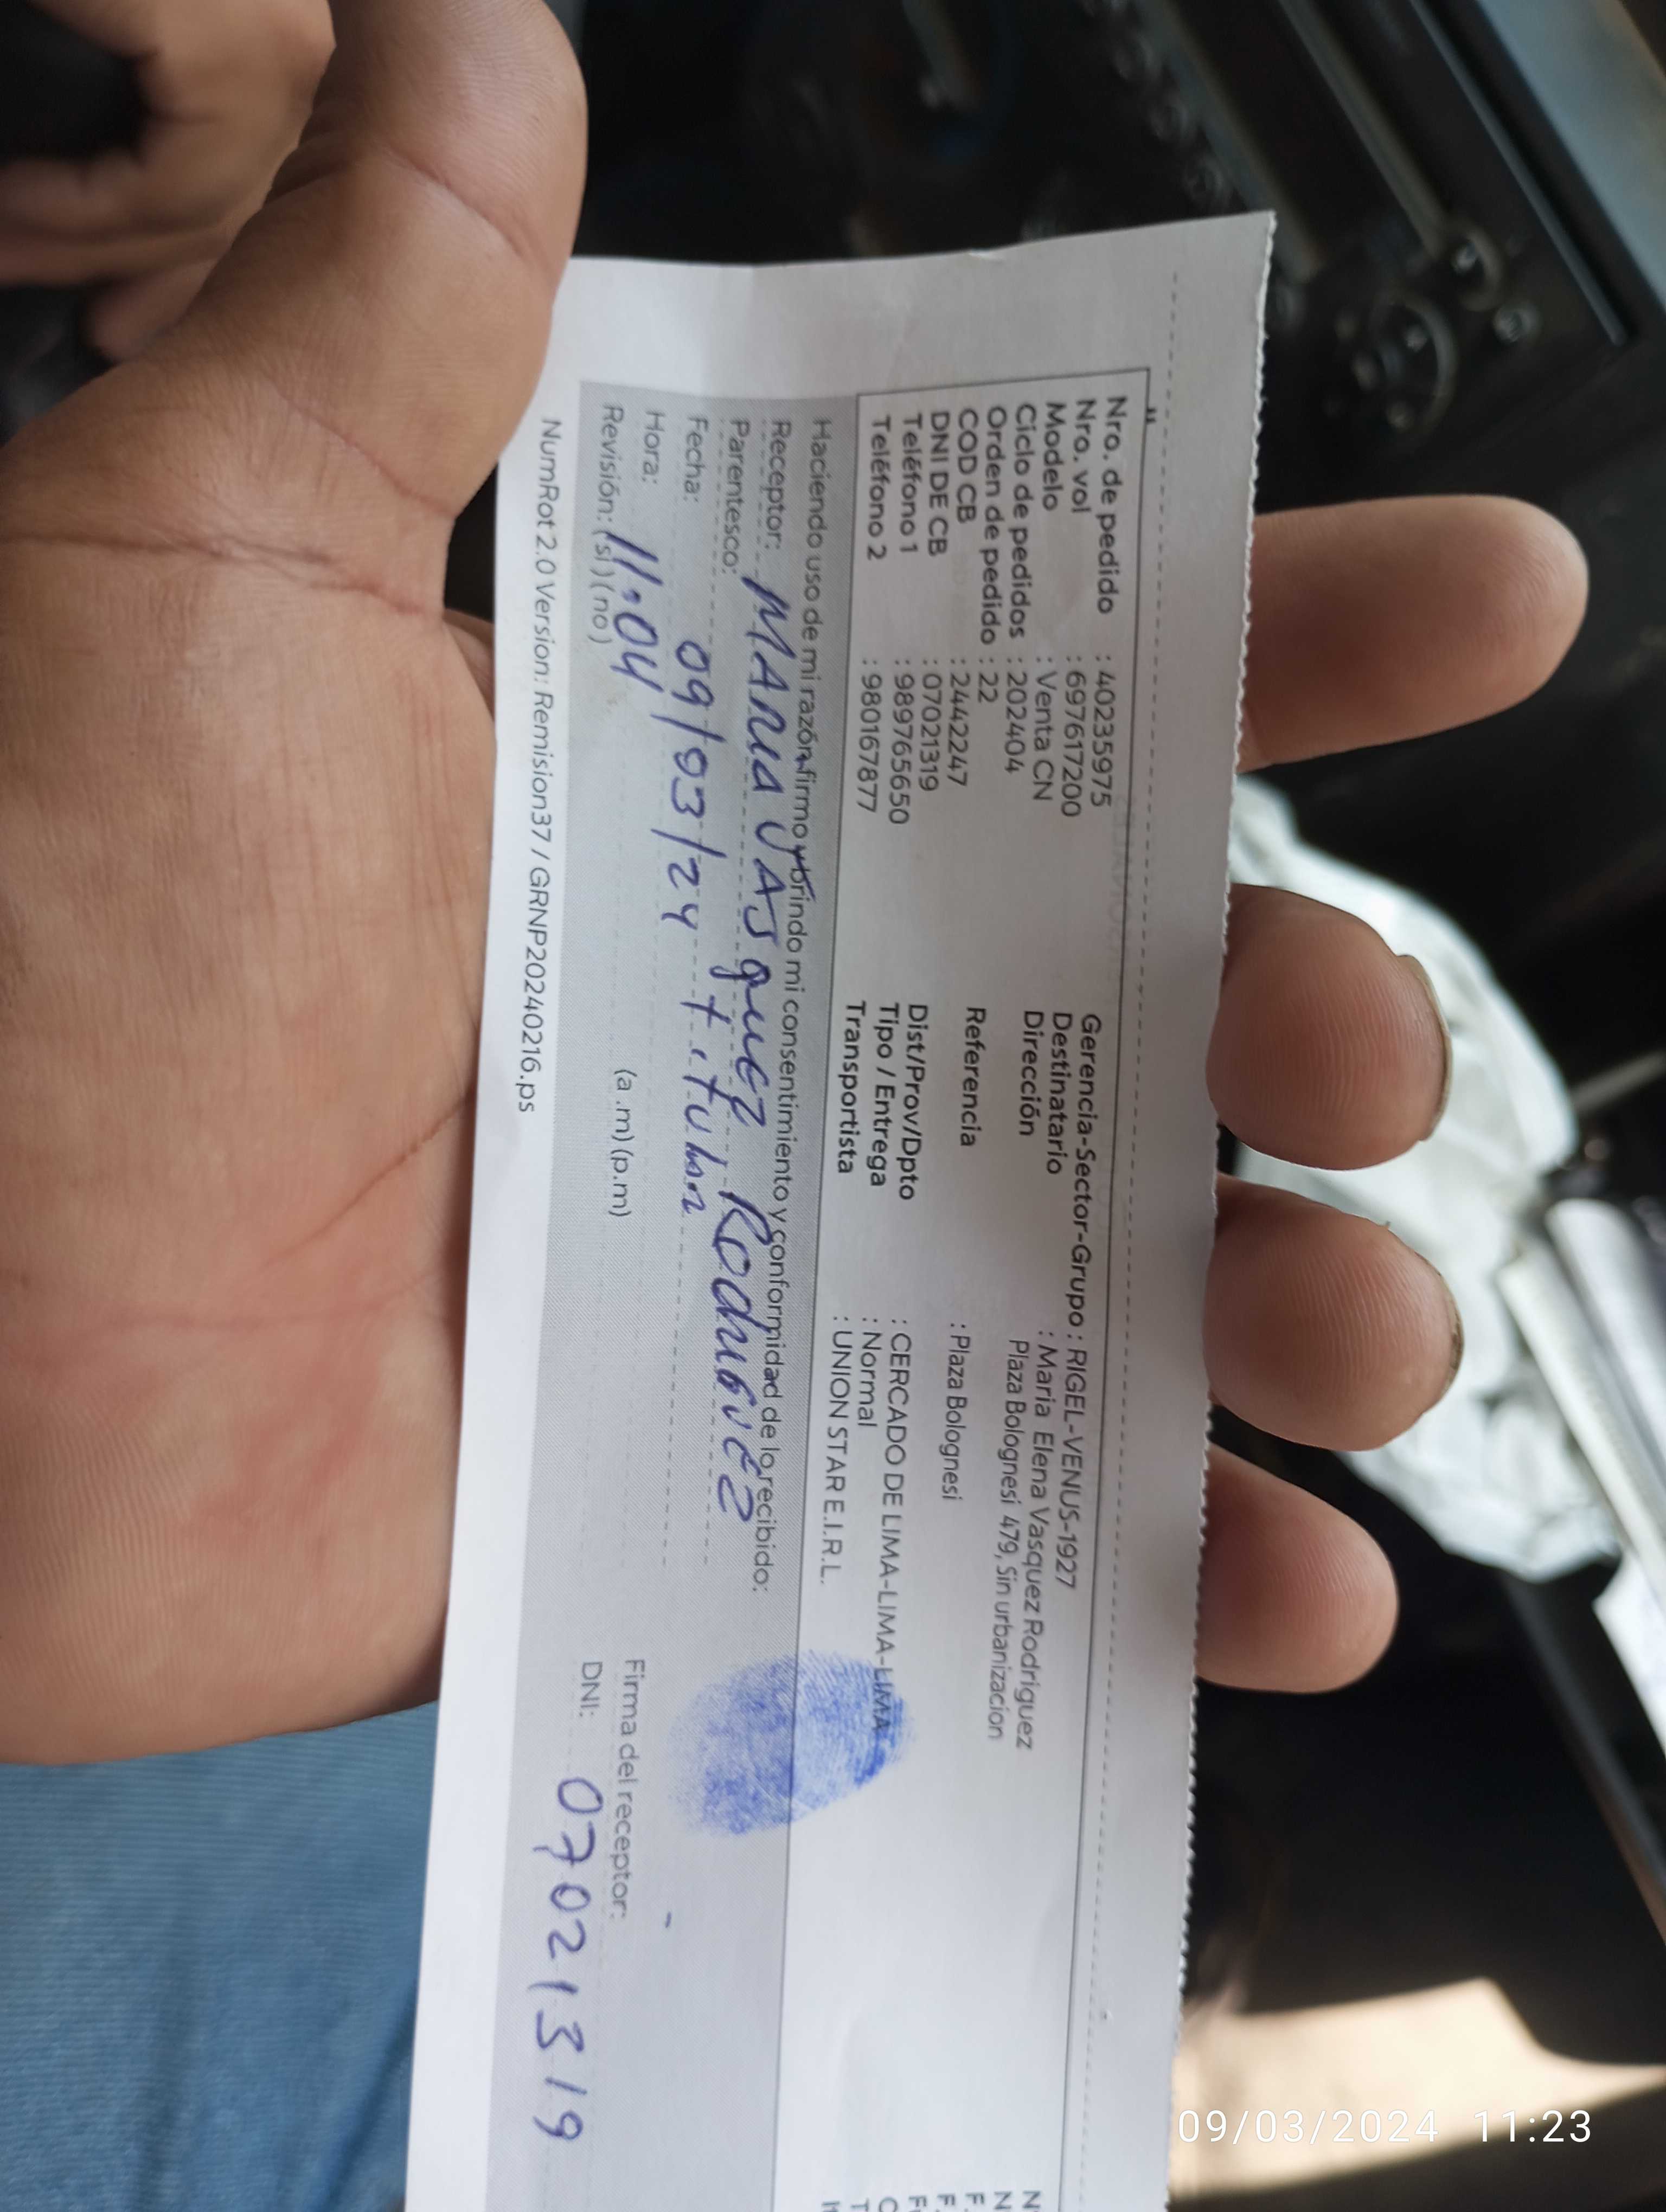 Nro. de pedido : 40235975
Nro. vol : 697617200
Modelo : Venta CN
Ciclo de pedidos : 202404
Orden de pedido : 22
COD CB : 2442247
DNI DE CB : 07021319
Teléfono 1 : 989765650
Teléfono 2 : 980167877
Gerencia-Sector-Grupo : RIGEL-VENUS-1927
Destinatario : Maria Elena Vasquez Rodriguez
Dirección Plaza Bolognesi 479, Sin urbanizacion
Referencia : Plaza Bolognesi
Dist/Prov/Dpto : CERCADO DE LIMA-LIMA-LIMA
Tipo / Entrega : Normal
Transportista : UNION STAR E.I.R.L.
Haciendo uso de mi razón firmo y brindo mi consentimiento y conformidad de lo recibido:
Receptor: MARIA VASquez RodRiGUEZ
Parentesco: titular
Fecha: 09/03/24
Hora: 11:04 (a .m) (p.m)
Revisión: (si) (no)
Firma del receptor:
DNI: 07021319
NumRot 2.0 Version: Remision37 / GRNP20240216.ps
09/03/2024 11:23